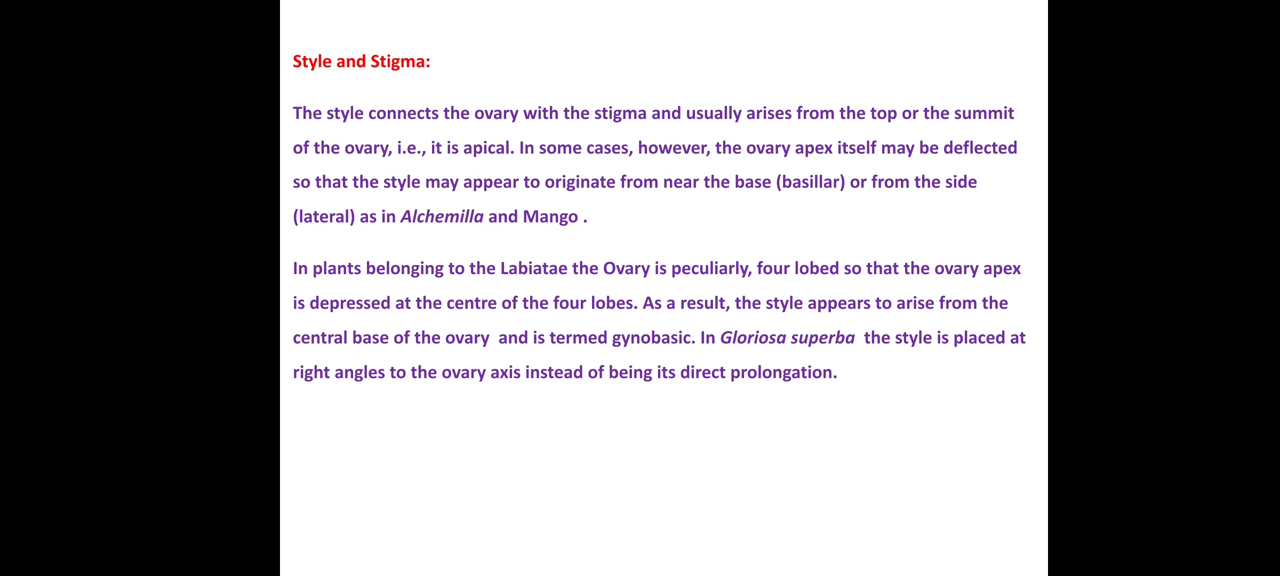 Style and Stigma:
The style connects the ovary with the stigma and usually arises from the top or the summit
of the ovary, i.e., it is apical. In some cases, however, the ovary apex itself may be deflected
so that the style may appear to originate from near the base (basillar) or from the side
(lateral) as in Alchemilla and Mango .
In plants belonging to the Labiatae the Ovary is peculiarly, four lobed so that the ovary apex
is depressed at the centre of the four lobes. As a result, the style appears to arise from the
central base of the ovary  and is termed gynobasic. In Gloriosa superba  the style is placed at
right angles to the ovary axis instead of being its direct prolongation.